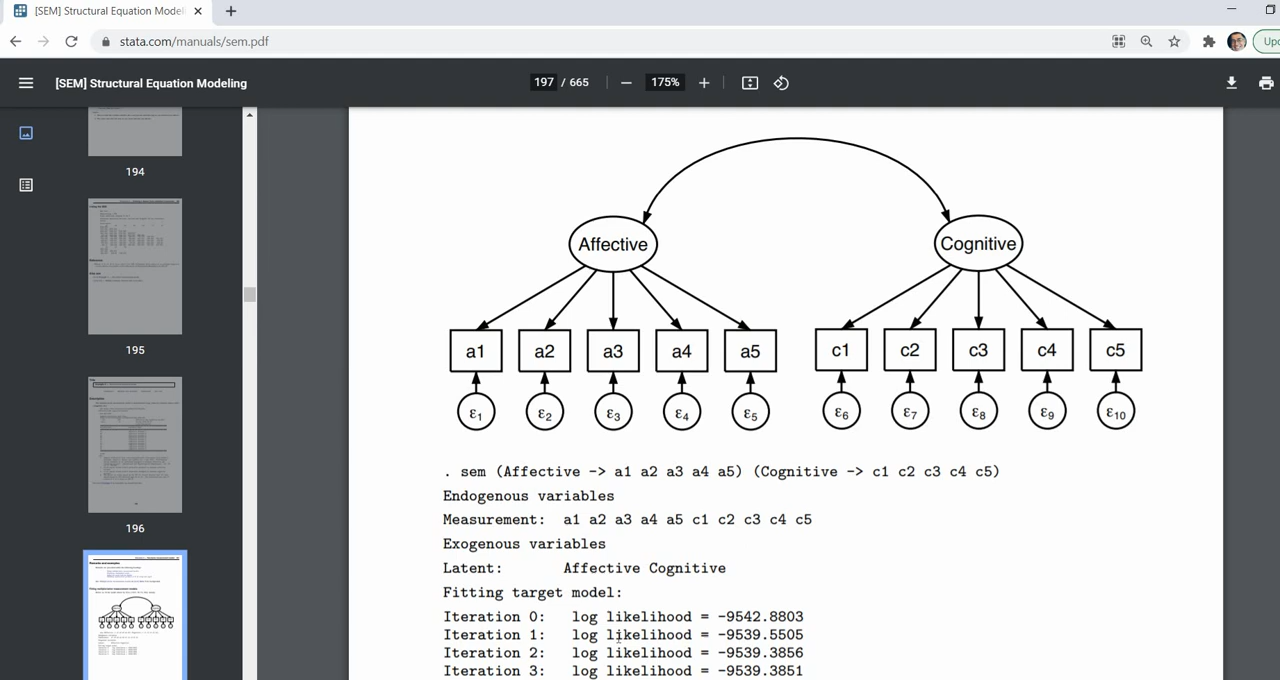 [SEM] Structural Equation Model
stata.com/manuals/sem.pdf
Upd
[SEM] Structural Equation Modeling
197 / 665
175%
194
195
196
Affective
Cognitive
a1 a2 a3 a4 a5 c1 c2 c3 c4 c5
ε1 ε2 ε3 ε4 ε5 ε6 ε7 ε8 ε9 ε10
. sem (Affective -> a1 a2 a3 a4 a5) (Cognitive -> c1 c2 c3 c4 c5)
Endogenous variables
Measurement: a1 a2 a3 a4 a5 c1 c2 c3 c4 c5
Exogenous variables
Latent: Affective Cognitive
Fitting target model:
Iteration 0: log likelihood = -9542.8803
Iteration 1: log likelihood = -9539.5505
Iteration 2: log likelihood = -9539.3856
Iteration 3: log likelihood = -9539.3851